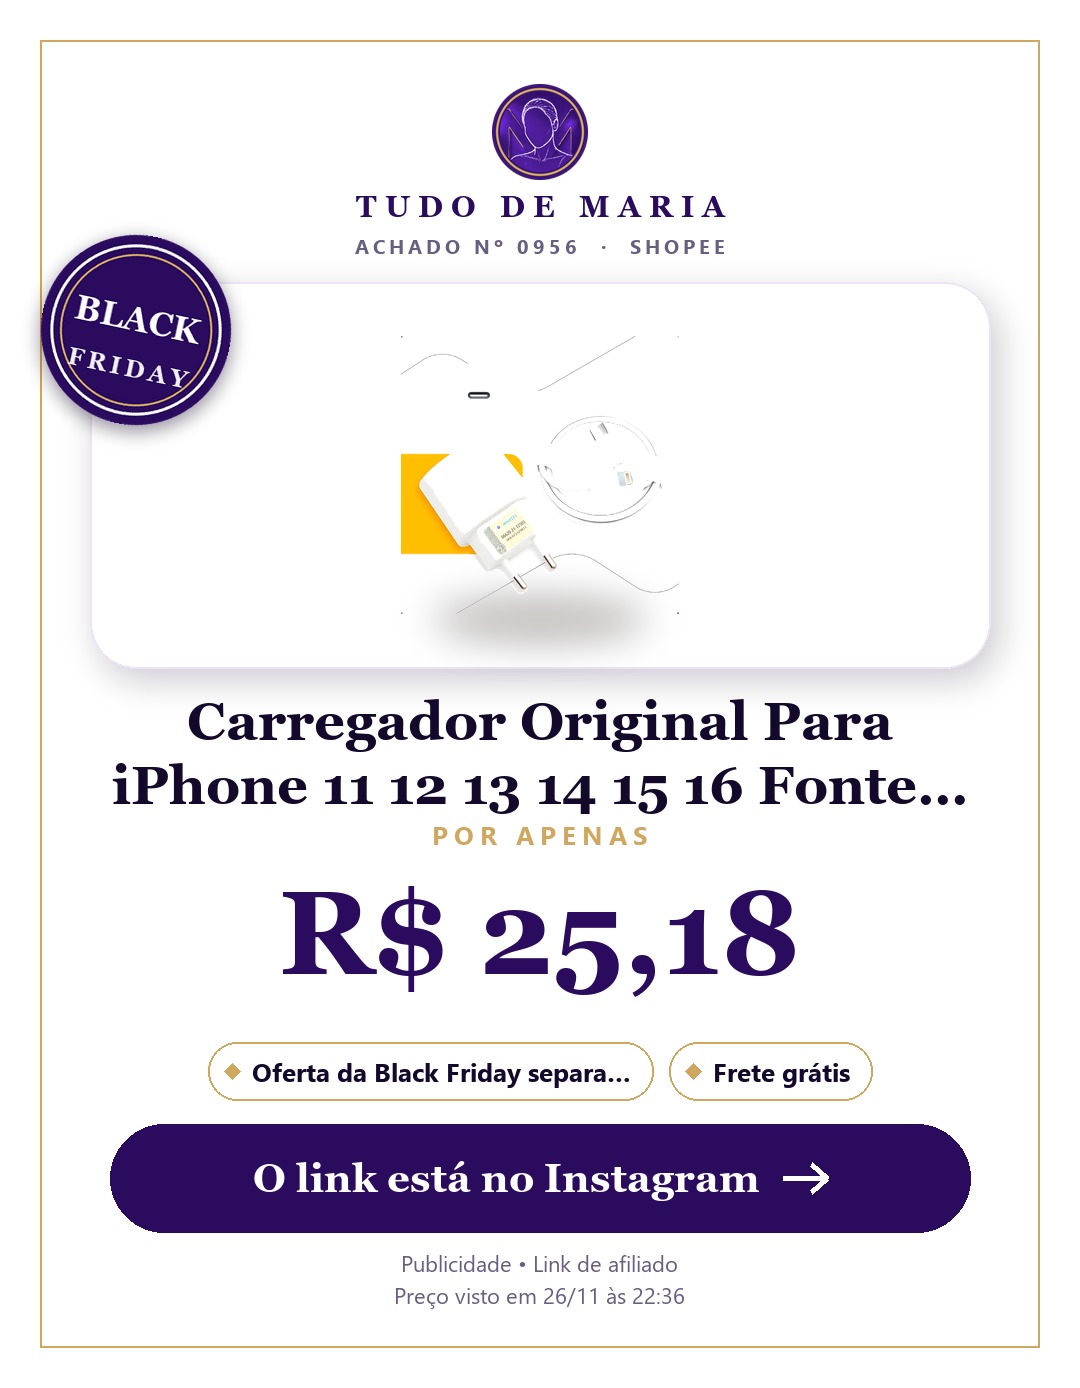 TUDO DE MARIA
ACHADO Nº 0956 · SHOPEE
BLACK
FRIDAY
Carregador Original Para
iPhone 11 12 13 14 15 16 Fonte...
POR APENAS
R$ 25,18
Oferta da Black Friday separa...
Frete grátis
O link está no Instagram →
Publicidade • Link de afiliado
Preço visto em 26/11 às 22:36